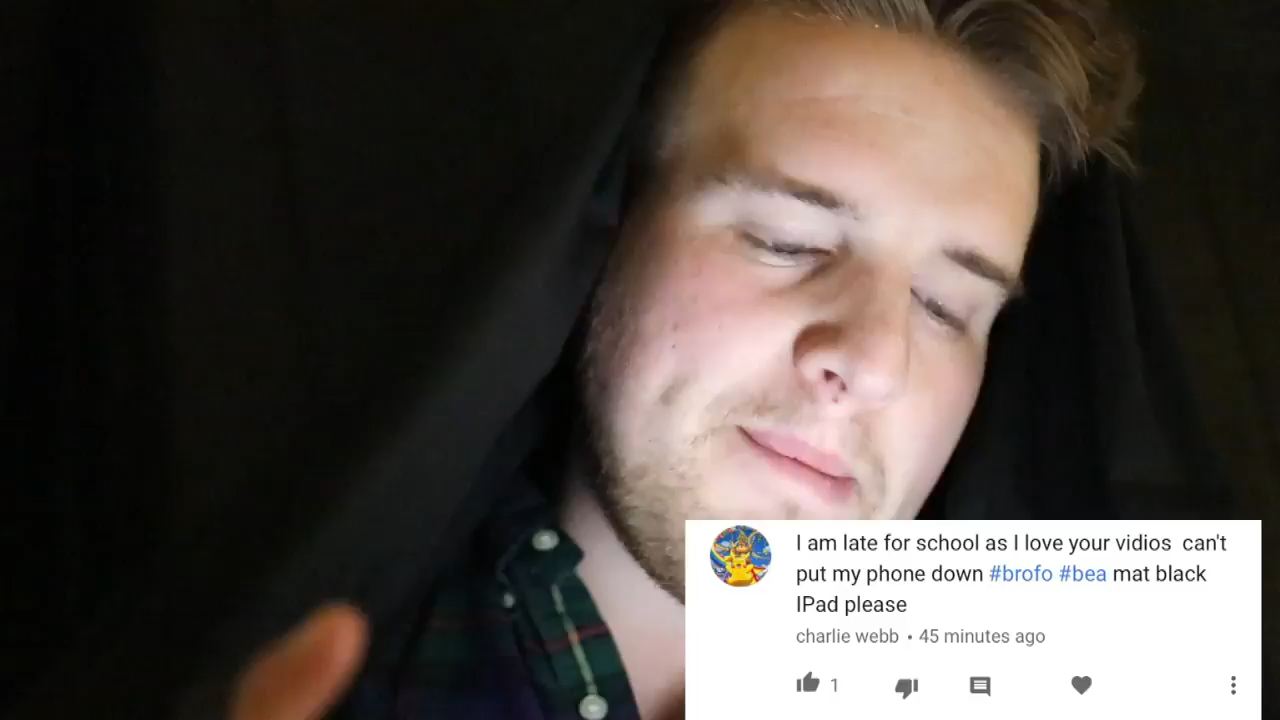 I am late for school as I love your vidios can't
put my phone down #brofo #bea mat black
IPad please
charlie webb • 45 minutes ago
1